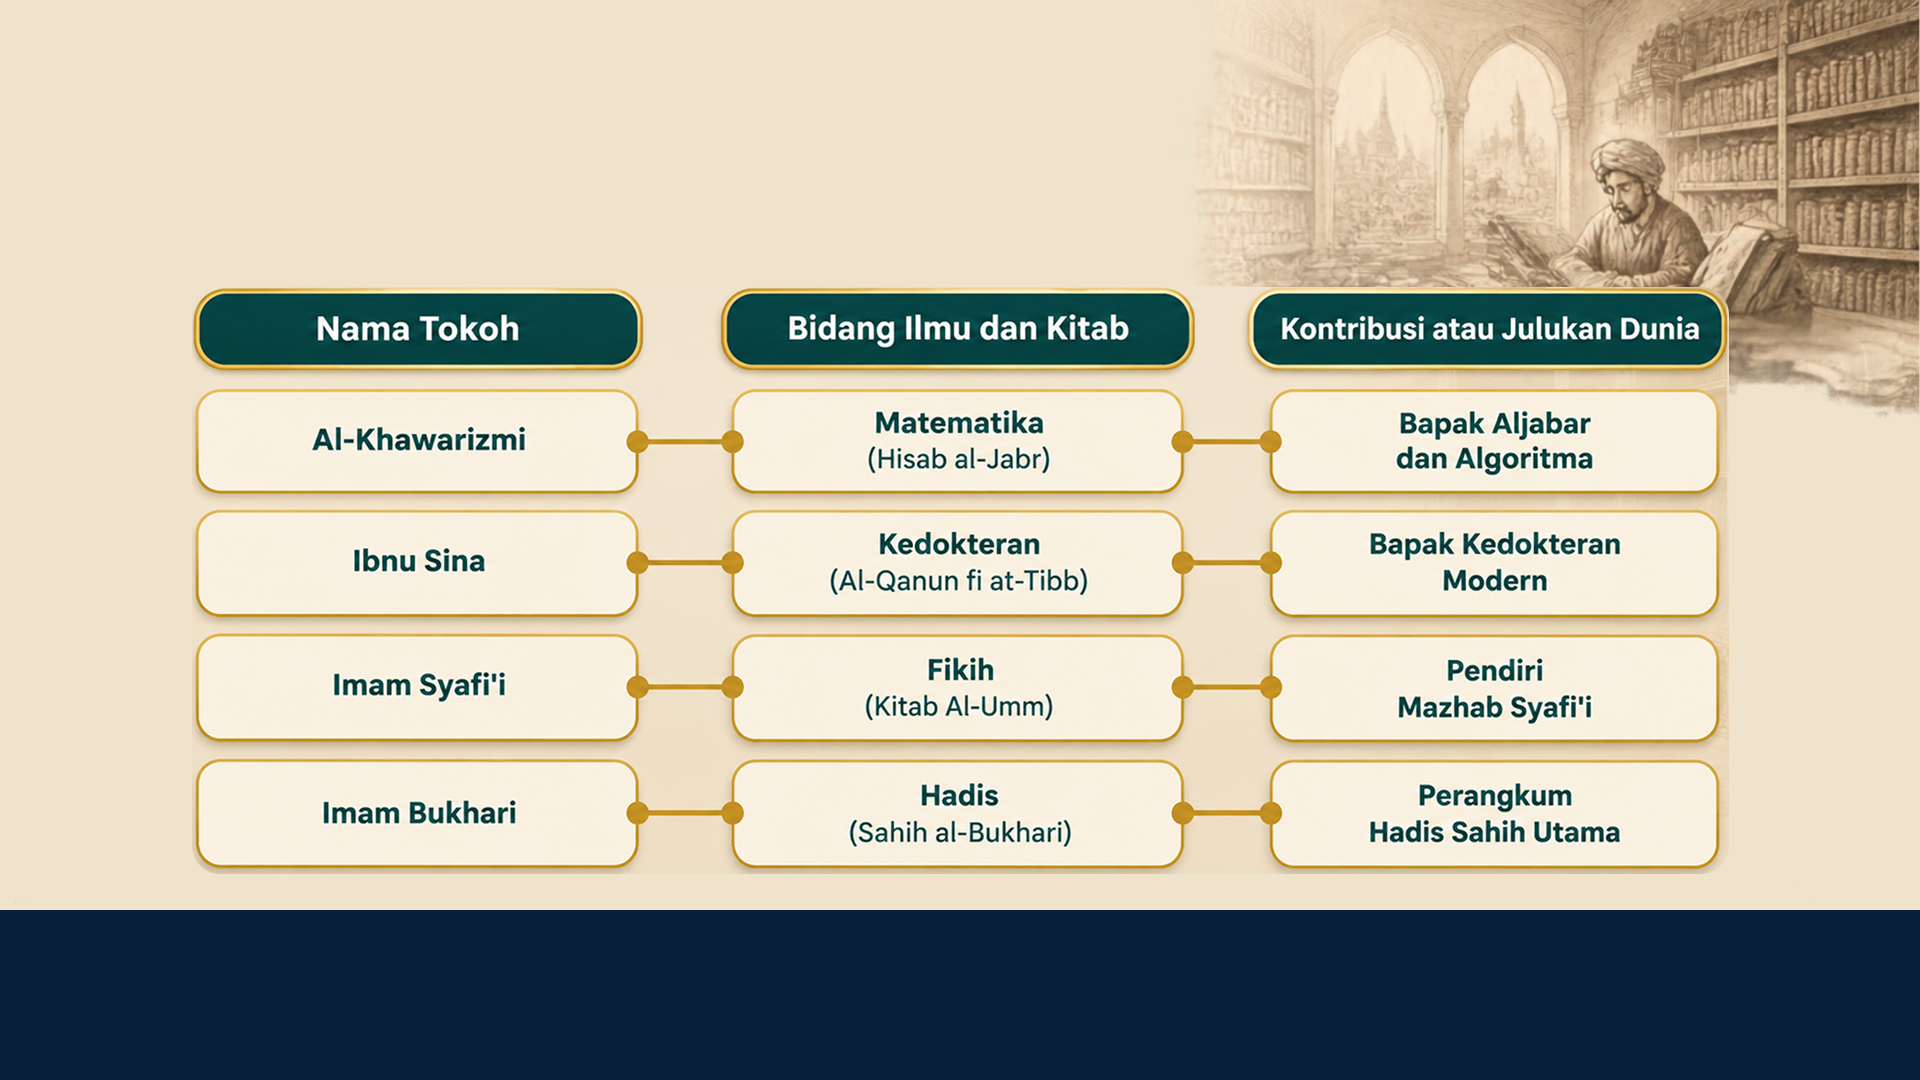 Nama Tokoh
Bidang Ilmu dan Kitab
Kontribusi atau Julukan Dunia
Al-Khawarizmi
Matematika
(Hisab al-Jabr)
Bapak Aljabar
dan Algoritma
Ibnu Sina
Kedokteran
(Al-Qanun fi at-Tibb)
Bapak Kedokteran
Modern
Imam Syafi'i
Fikih
(Kitab Al-Umm)
Pendiri
Mazhab Syafi'i
Imam Bukhari
Hadis
(Sahih al-Bukhari)
Perangkum
Hadis Sahih Utama